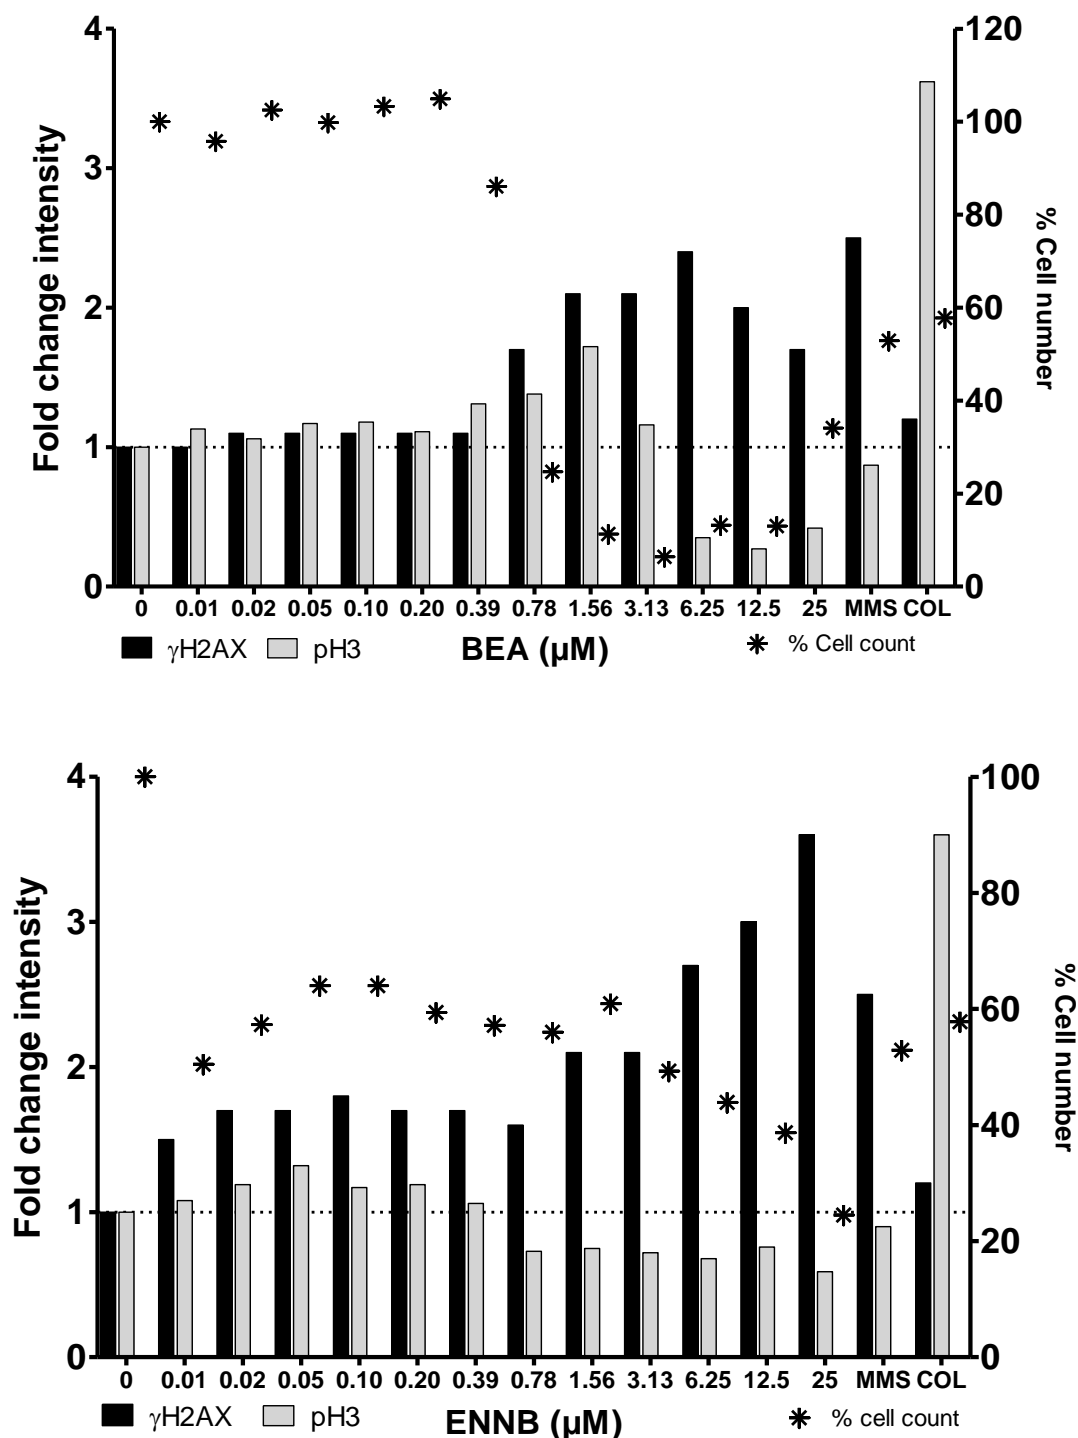 Fold change intensity
4
3
2
1
0
120
100
80
60
40
20
0
% Cell number
0 0.01 0.02 0.05 0.10 0.20 0.39 0.78 1.56 3.13 6.25 12.5 25 MMS COL
γH2AX pH3 BEA (µM) % Cell count
Fold change intensity
4
3
2
1
0
100
80
60
40
20
0
% Cell number
0 0.01 0.02 0.05 0.10 0.20 0.39 0.78 1.56 3.13 6.25 12.5 25 MMS COL
γH2AX pH3 ENNB (µM) % cell count